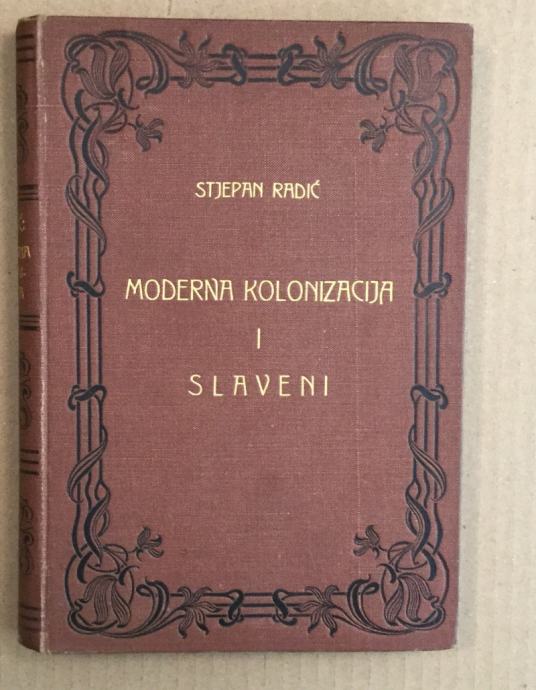 STJEPAN RADIĆ
MODERNA KOLONIZACIJA
I
SLAVENI